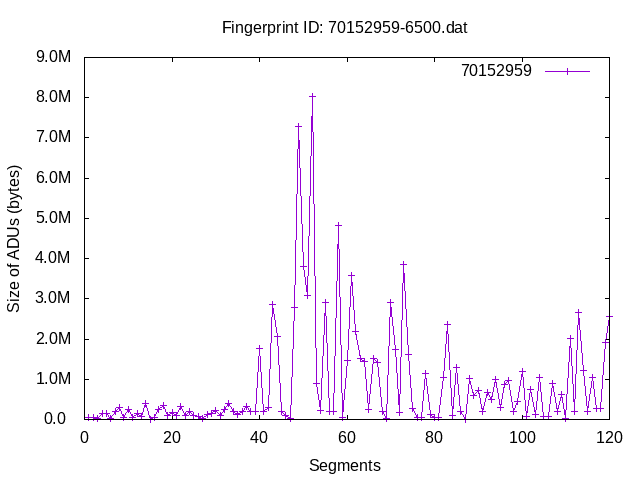 Fingerprint ID: 70152959-6500.dat
70152959
9.0M
8.0M
7.0M
6.0M
5.0M
4.0M
3.0M
2.0M
1.0M
0.0
Size of ADUs (bytes)
0 20 40 60 80 100 120
Segments